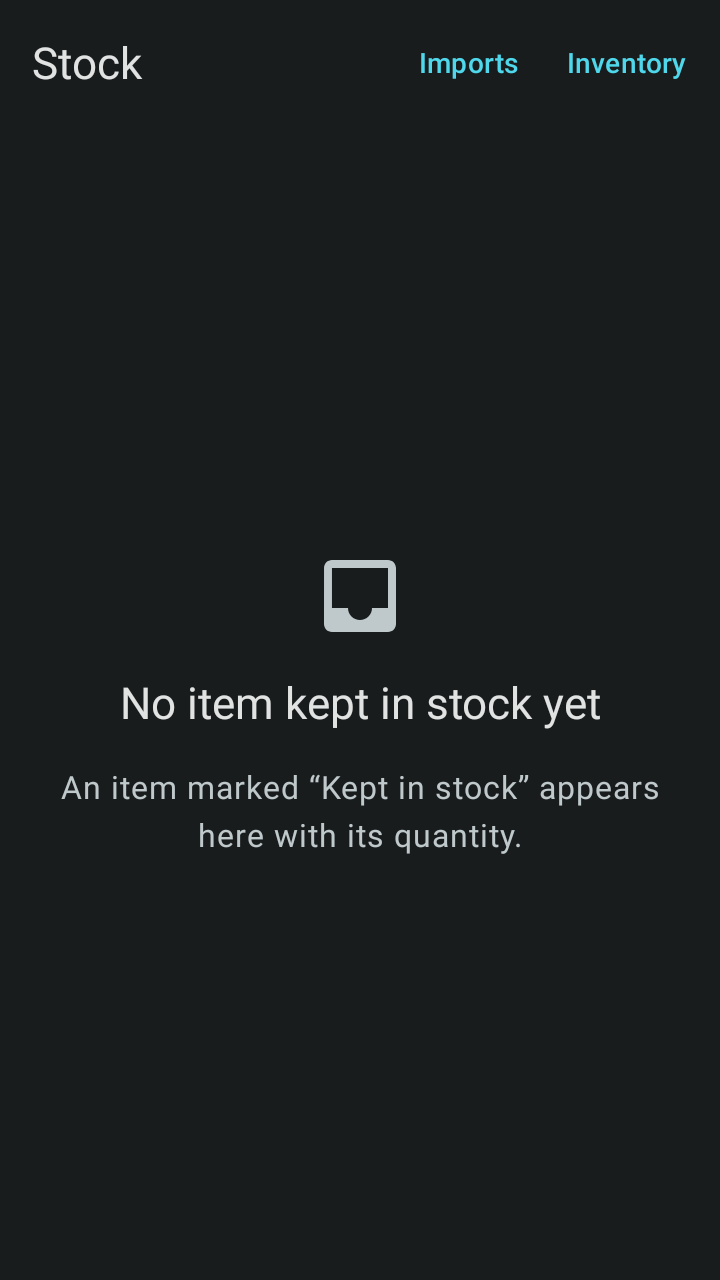 Stock
Imports
Inventory
No item kept in stock yet
An item marked “Kept in stock” appears
here with its quantity.